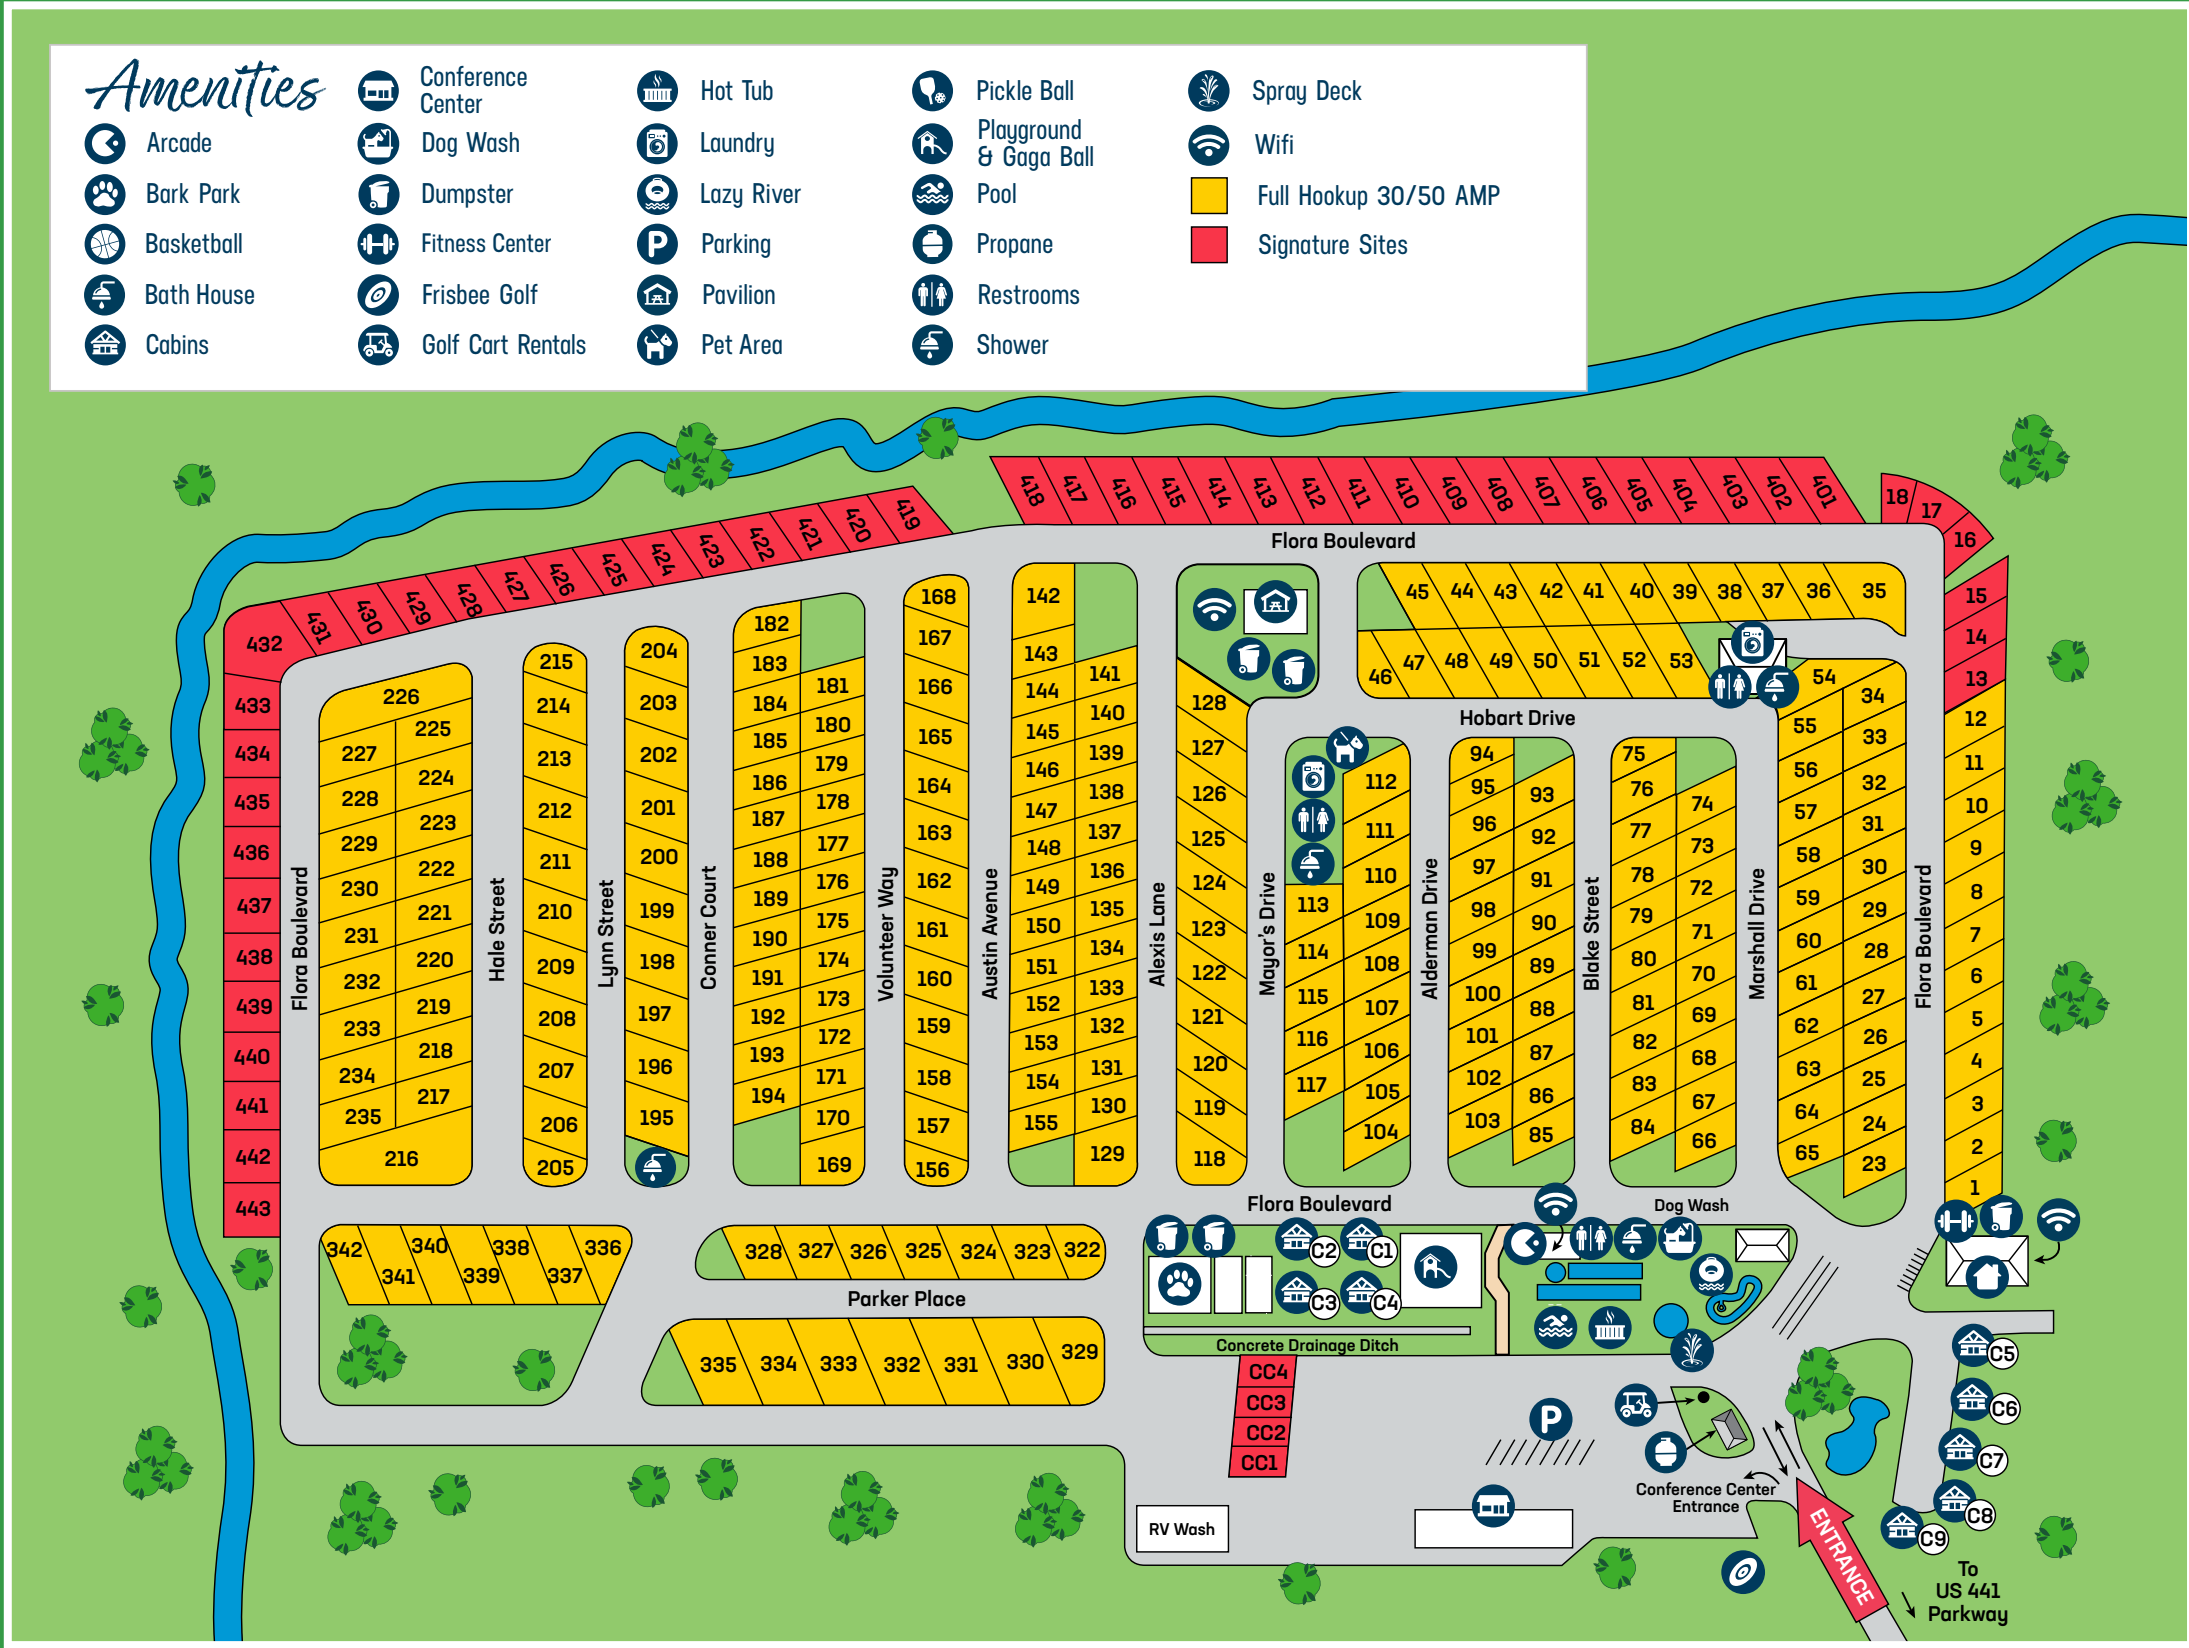 Amenities
Arcade
Bark Park
Basketball
Bath House
Cabins
Conference
Center
Dog Wash
Dumpster
Fitness Center
Frisbee Golf
Golf Cart Rentals
Hot Tub
Laundry
Lazy River
P
Parking
Pavilion
Pet Area
Pickle Ball
Playground
& Gaga Ball
Pool
Propane
Restrooms
Shower
Spray Deck
Wifi
Full Hookup 30/50 AMP
Signature Sites
418 417 416 415 414 413 412 411 410 409 408 407 406 405 404 403 402 401
18
17
16
15
14
13
12
11
10
9
8
7
6
5
4
3
2
1
432 431 430 429 428 427 426 425 424 423 422 421 420 419
433
434
435
436
437
438
439
440
441
442
443
Flora Boulevard
Flora Boulevard
226
225
227
224
228
223
229
222
230
221
231
220
232
219
233
218
234
217
235
216
Hale Street
215
214
213
212
211
210
209
208
207
206
205
Lynn Street
204
203
202
201
200
199
198
197
196
195
Conner Court
182
183
184
185
186
187
188
189
190
191
192
193
194
181
180
179
178
177
176
175
174
173
172
171
170
169
Volunteer Way
168
167
166
165
164
163
162
161
160
159
158
157
156
Austin Avenue
142
143
144
145
146
147
148
149
150
151
152
153
154
155
141
140
139
138
137
136
135
134
133
132
131
130
129
Alexis Lane
128
127
126
125
124
123
122
121
120
119
118
Mayor's Drive
45 44 43 42 41 40 39 38 37 36 35
46 47 48 49 50 51 52 53
Hobart Drive
113
114
115
116
117
112
111
110
109
108
107
106
105
104
Alderman Drive
94
95
96
97
98
99
100
101
102
103
93
92
91
90
89
88
87
86
85
Blake Street
75
76
77
78
79
80
81
82
83
84
74
73
72
71
70
69
68
67
66
Marshall Drive
54
55
56
57
58
59
60
61
62
63
64
65
34
33
32
31
30
29
28
27
26
25
24
23
Flora Boulevard
Flora Boulevard
Dog Wash
342 341 340 339 338 337 336
328 327 326 325 324 323 322
Parker Place
335 334 333 332 331 330 329
C2 C1
C3 C4
Concrete Drainage Ditch
CC4
CC3
CC2
CC1
RV Wash
P
Conference Center
Entrance
ENTRANCE
C5
C6
C7
C8
C9
To
US 441
Parkway